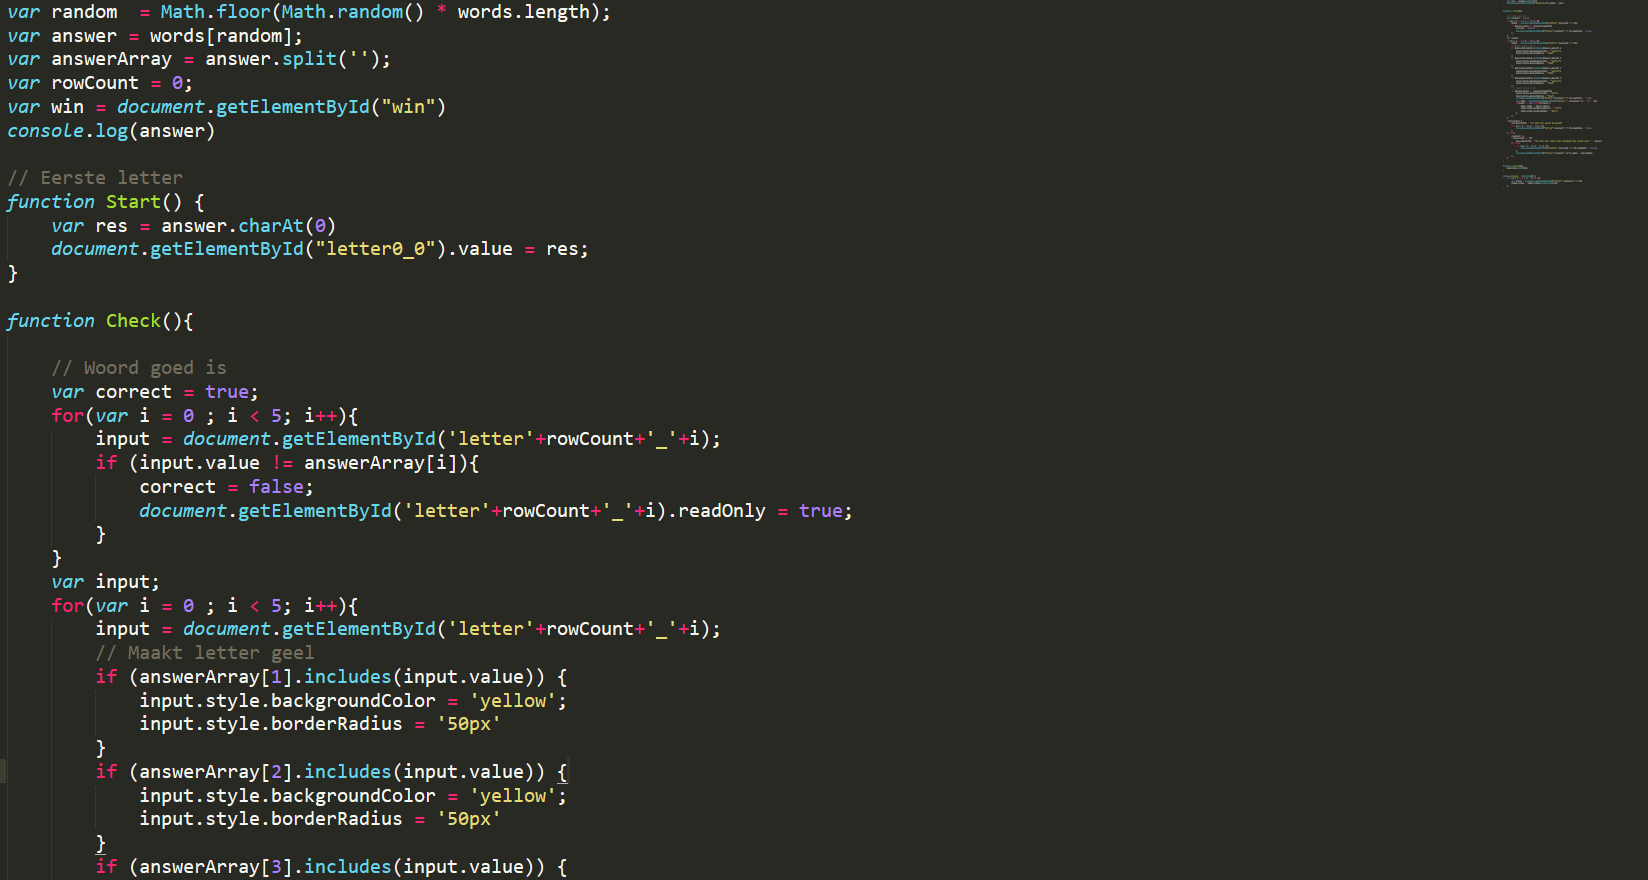 var random  = Math.floor(Math.random() * words.length);
var answer = words[random];
var answerArray = answer.split('');
var rowCount = 0;
var win = document.getElementById("win")
console.log(answer)
// Eerste letter
function Start() {
    var res = answer.charAt(0)
    document.getElementById("letter0_0").value = res;
}
function Check(){
    // Woord goed is
    var correct = true;
    for(var i = 0 ; i < 5; i++){
        input = document.getElementById('letter'+rowCount+'_'+i);
        if (input.value != answerArray[i]){
            correct = false;
            document.getElementById('letter'+rowCount+'_'+i).readOnly = true;
        }
    }
    var input;
    for(var i = 0 ; i < 5; i++){
        input = document.getElementById('letter'+rowCount+'_'+i);
        // Maakt letter geel
        if (answerArray[1].includes(input.value)) {
            input.style.backgroundColor = 'yellow';
            input.style.borderRadius = '50px'
        }
        if (answerArray[2].includes(input.value)) {
            input.style.backgroundColor = 'yellow';
            input.style.borderRadius = '50px'
        }
        if (answerArray[3].includes(input.value)) {